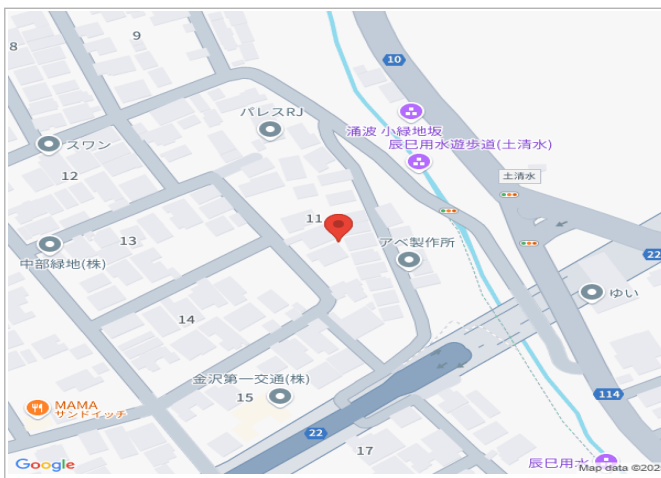 9
8
10
パレスRJ
スワン
涌波 小緑地坂
辰巳用水遊歩道(土清水)
土清水
12
11
13
アベ製作所
22
中部緑地(株)
ゆい
14
金沢第一交通(株)
15
114
MAMA
サンドイッチ
22
17
辰巳用水
Google
Map data ©202